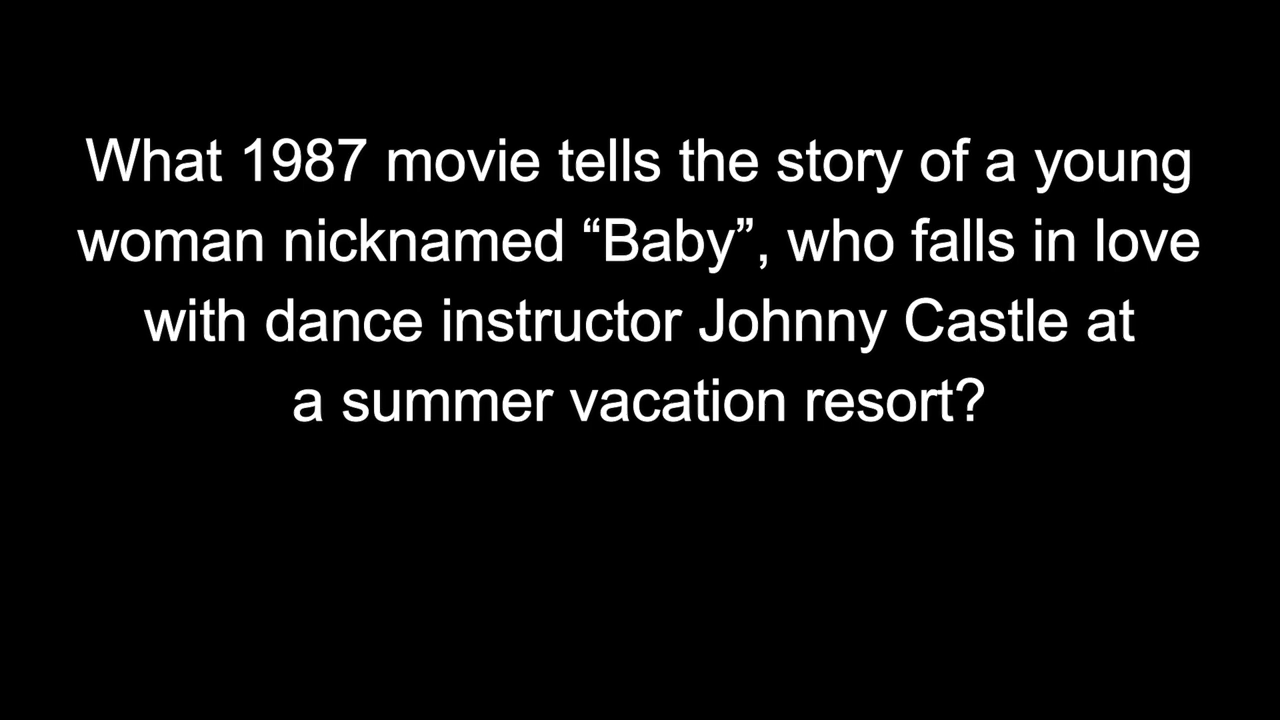 What 1987 movie tells the story of a young
woman nicknamed “Baby”, who falls in love
with dance instructor Johnny Castle at
a summer vacation resort?